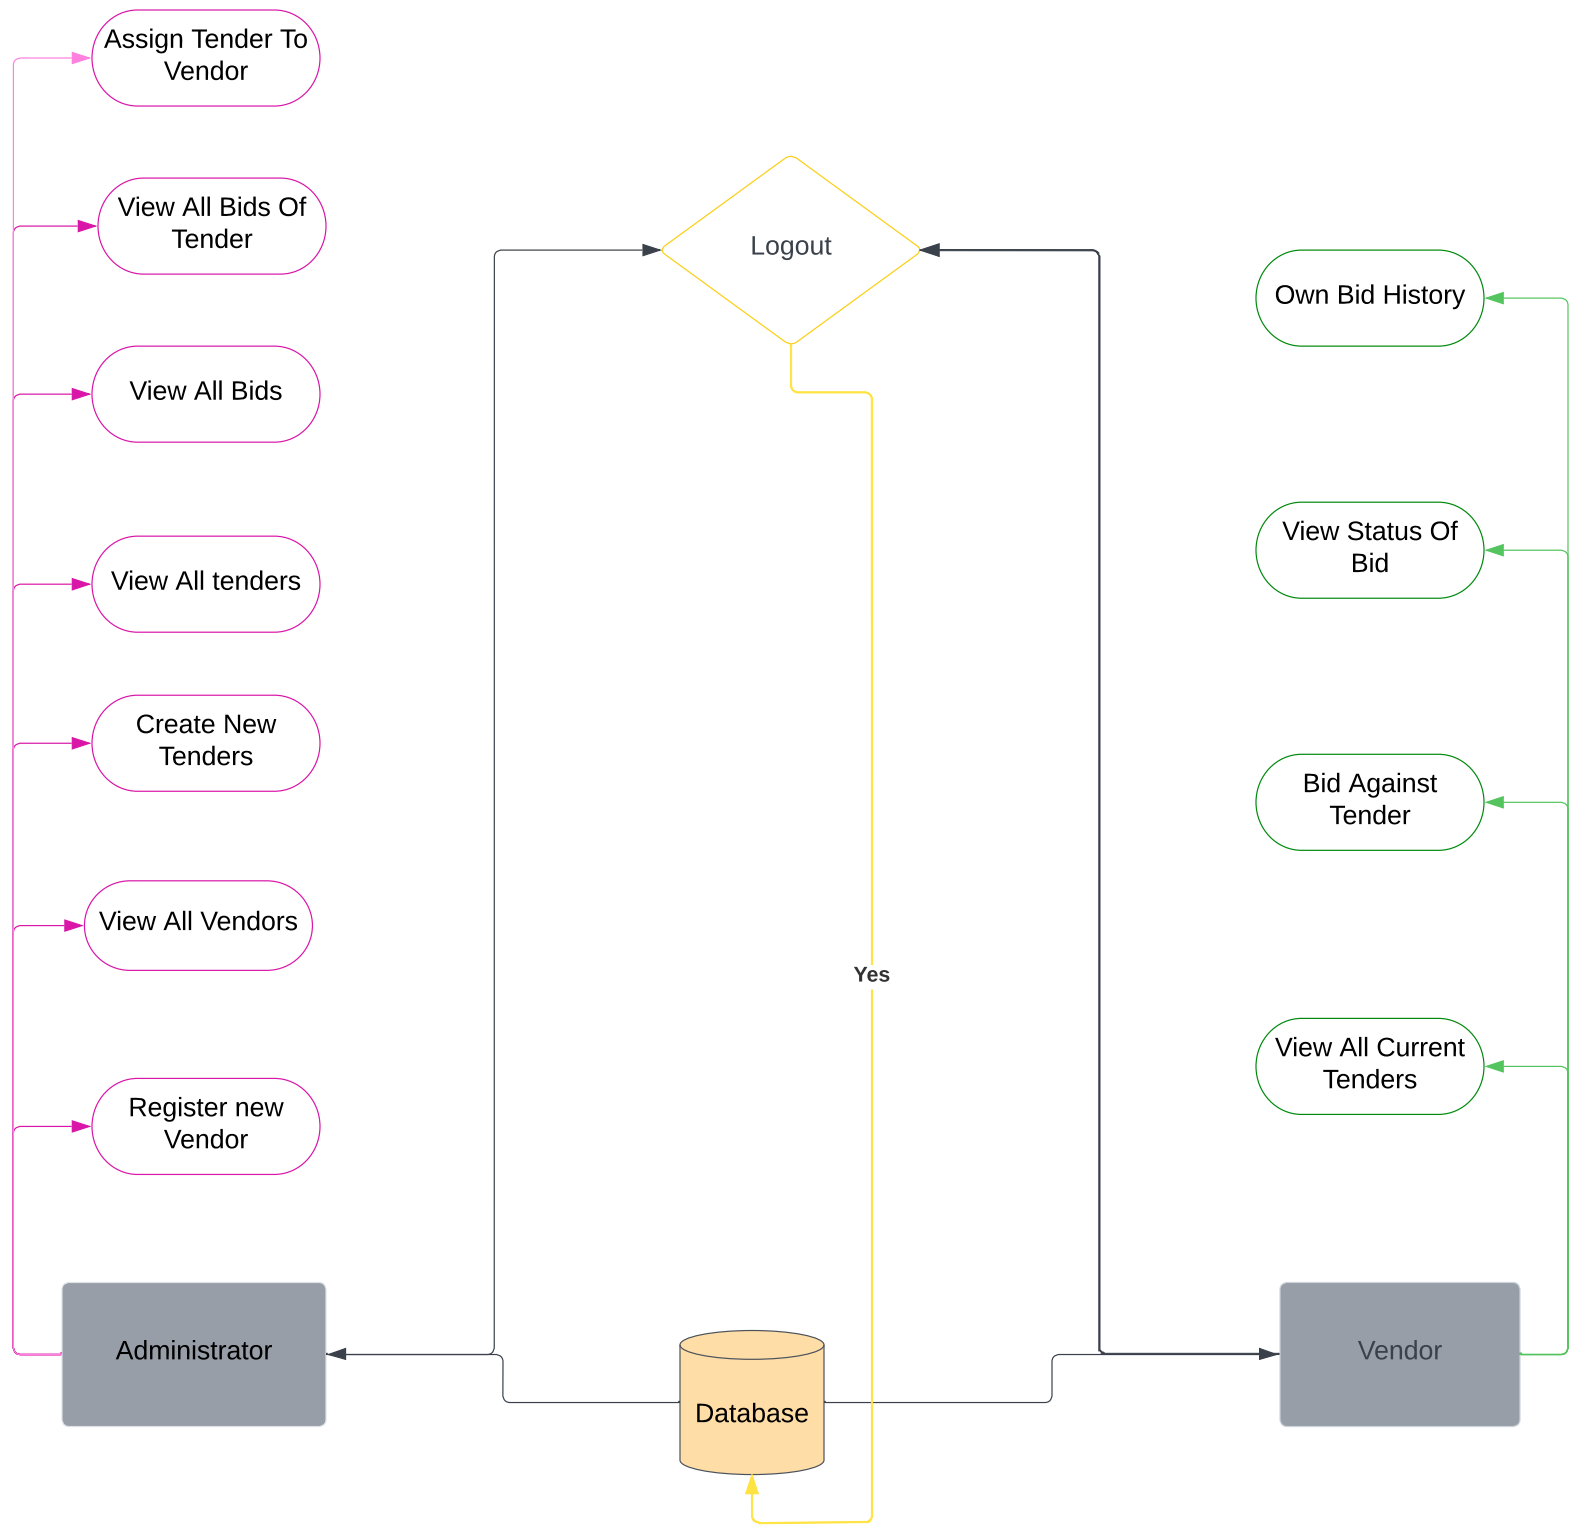 Assign Tender To
Vendor
View All Bids Of
Tender
View All Bids
View All tenders
Create New
Tenders
View All Vendors
Register new
Vendor
Administrator
Logout
Yes
Database
Own Bid History
View Status Of
Bid
Bid Against
Tender
View All Current
Tenders
Vendor